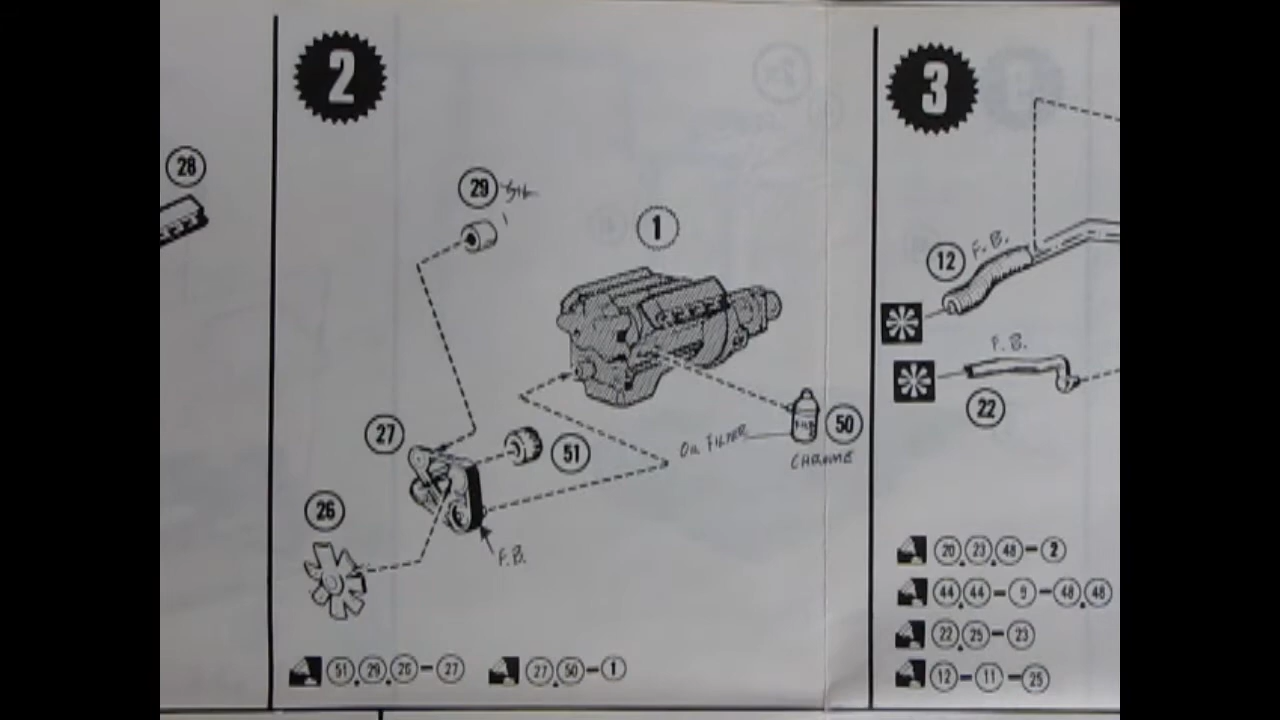 28
2
29 SIL
1
27
51
26
F.B.
OIL FILTER
50
CHROME
51.29.26-27
27.50-1
3
12 F.B.
F.B.
22
20.23.48-2
44.44-9-48.48
22.25-23
12-11-25